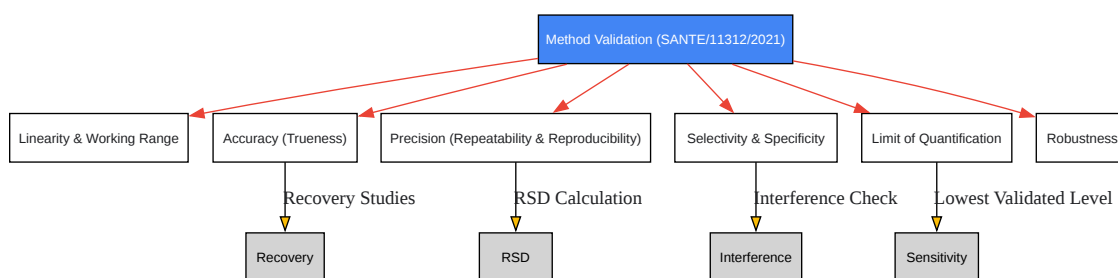 Method Validation (SANTE/11312/2021)
Linearity & Working Range
Accuracy (Trueness)
Precision (Repeatability & Reproducibility)
Selectivity & Specificity
Limit of Quantification
Robustness
Recovery Studies
RSD Calculation
Interference Check
Lowest Validated Level
Recovery
RSD
Interference
Sensitivity